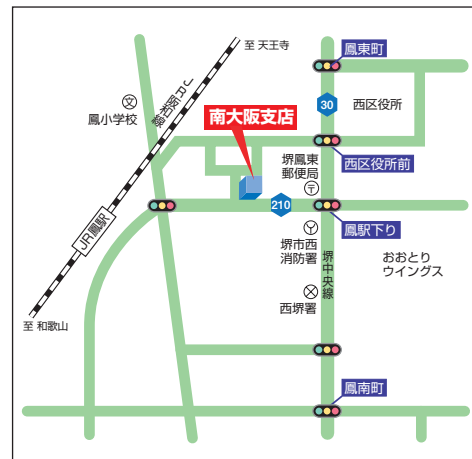 至 天王寺
鳳東町
JR阪和線
文
鳳小学校
30
西区役所
南大阪支店
堺鳳東
郵便局
〒
西区役所前
210
鳳駅下り
JR鳳駅
堺市西
消防署
堺中央線
おおとり
ウイングス
西堺署
至 和歌山
鳳南町